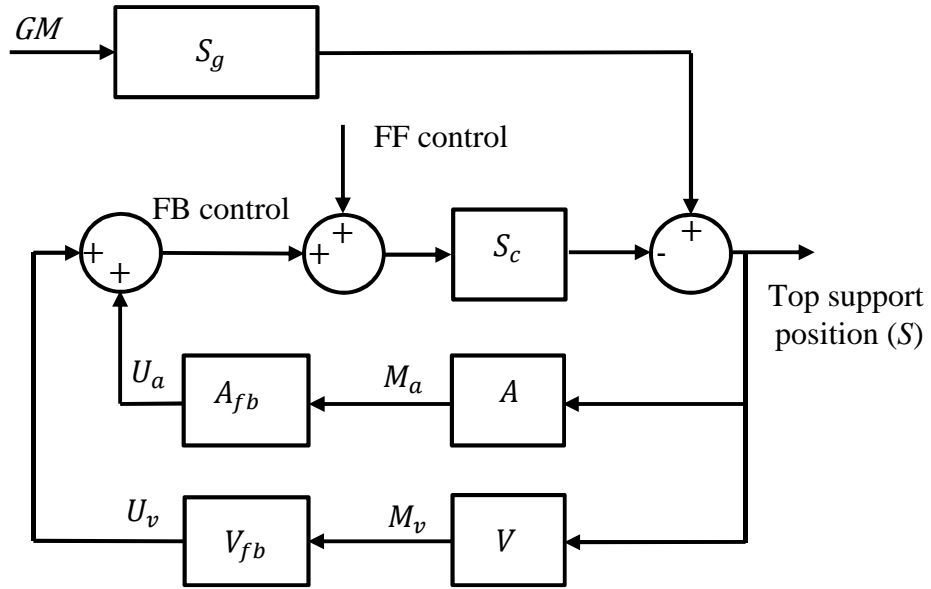 GM
S_g
FF control
FB control
+
+
+
+
S_c
-
+
Top support
position (S)
U_a
A_fb
M_a
A
U_v
V_fb
M_v
V